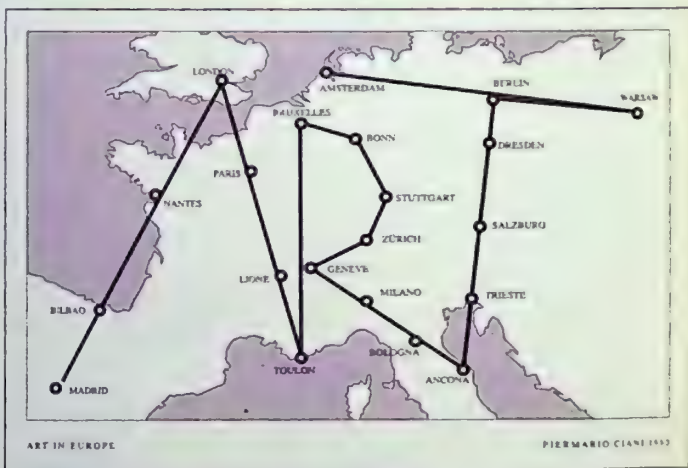 LONDON
AMSTERDAM
BERLIN
WARSAW
BRUXELLES
BONN
DRESDEN
PARIS
NANTES
STUTTGART
SALZBURG
ZÜRICH
GENEVE
LIONE
MILANO
TRIESTE
BILBAO
BOLOGNA
TOULON
ANCONA
MADRID
ART IN EUROPE
PIERMARIO CIANI